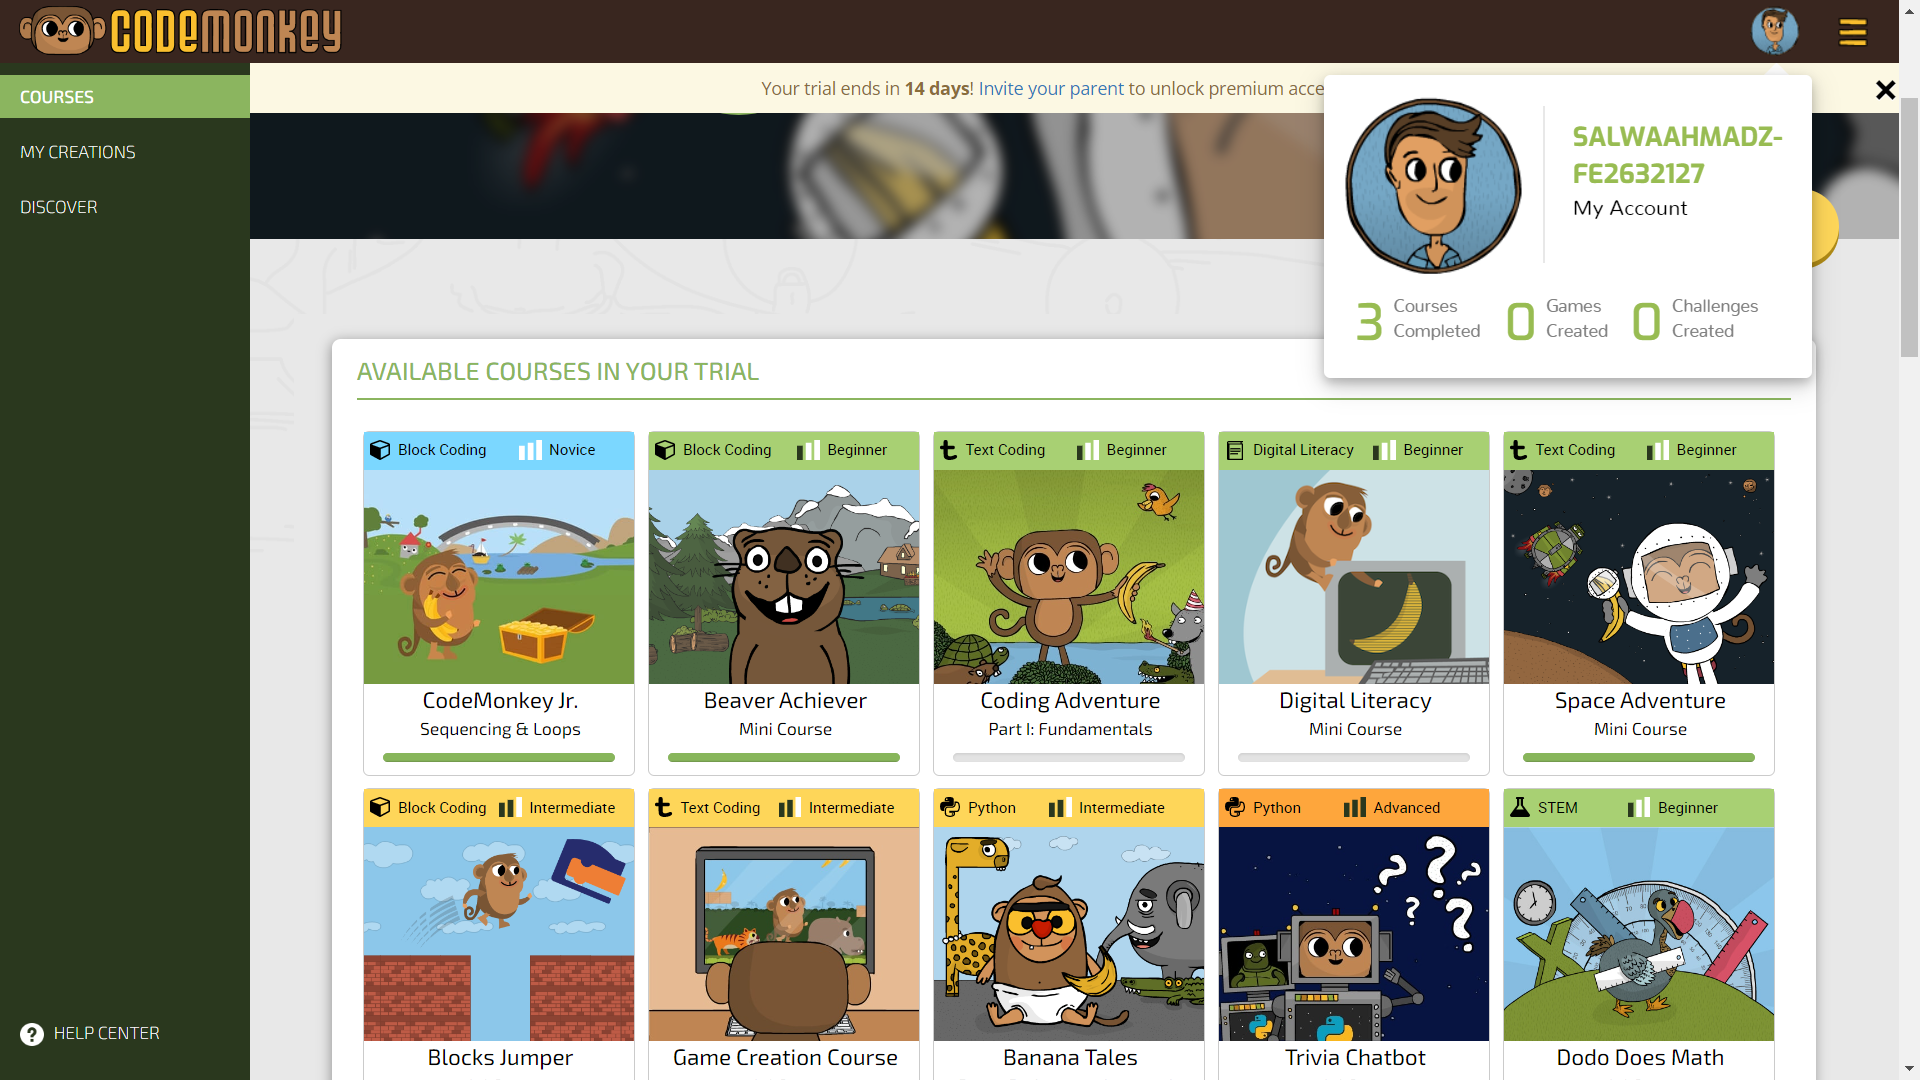 CODEMONKEY
COURSES
MY CREATIONS
DISCOVER
HELP CENTER
Your trial ends in 14 days! Invite your parent to unlock premium acce
SALWAAHMADZ-
FE2632127
My Account
3 Courses Completed
0 Games Created
0 Challenges Created
AVAILABLE COURSES IN YOUR TRIAL
Block Coding Novice
CodeMonkey Jr.
Sequencing & Loops
Block Coding Beginner
Beaver Achiever
Mini Course
Text Coding Beginner
Coding Adventure
Part I: Fundamentals
Digital Literacy Beginner
Digital Literacy
Mini Course
Text Coding Beginner
Space Adventure
Mini Course
Block Coding Intermediate
Blocks Jumper
Text Coding Intermediate
Game Creation Course
Python Intermediate
Banana Tales
Python Advanced
Trivia Chatbot
STEM Beginner
Dodo Does Math